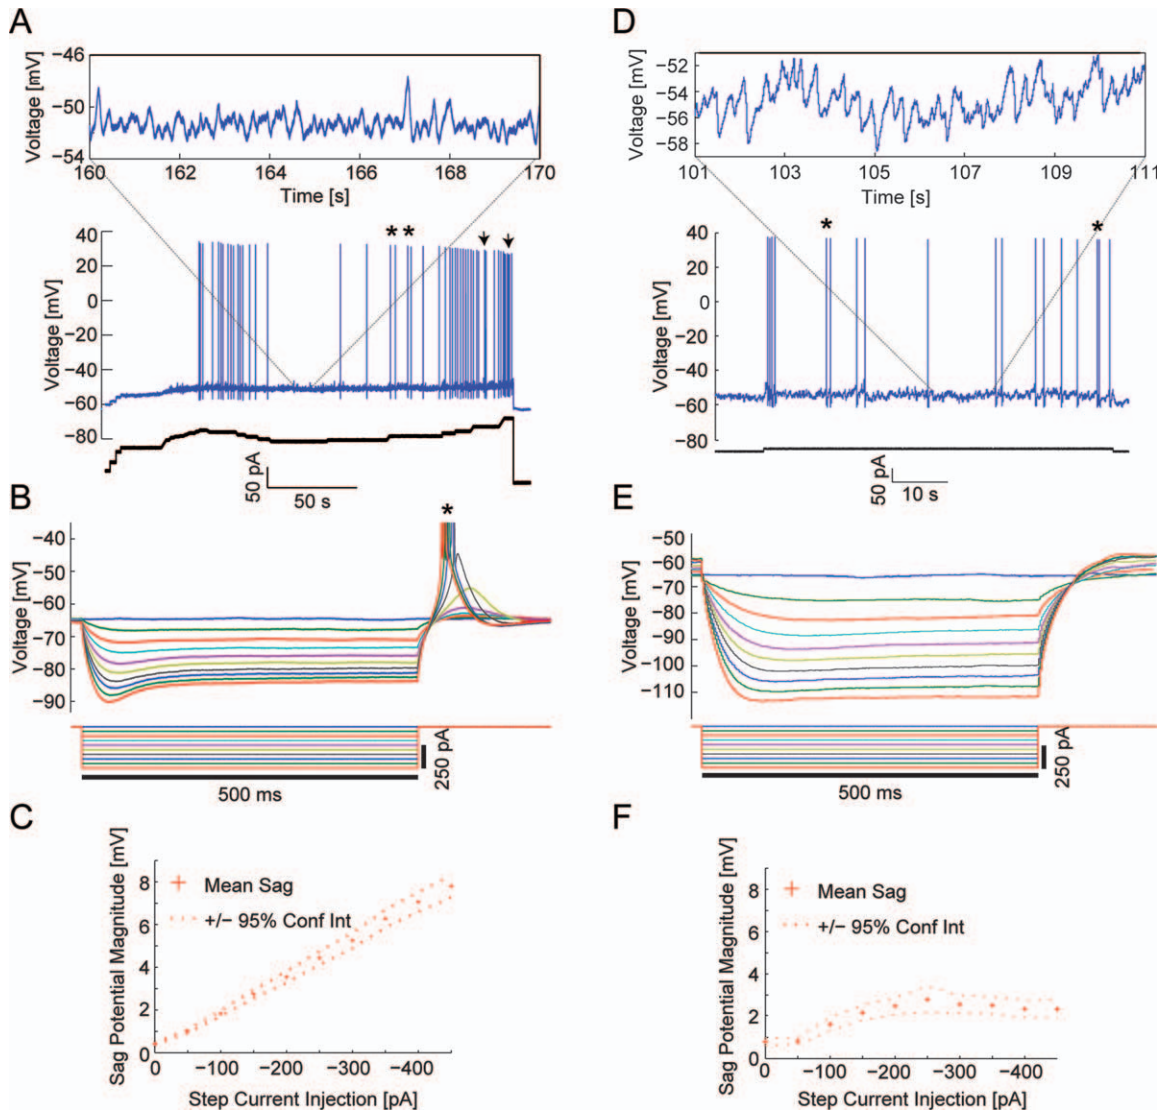 A
Voltage [mV]
−46
−50
−54
160 162 164 166 168 170
Time [s]
* *
Voltage [mV]
40
20
0
−20
−40
−60
−80
50 pA
50 s
D
Voltage [mV]
−52
−54
−56
−58
101 103 105 107 109 111
Time [s]
* *
Voltage [mV]
40
20
0
−20
−40
−60
−80
50 pA
10 s
B
*
Voltage [mV]
−40
−50
−60
−70
−80
−90
250 pA
500 ms
E
Voltage [mV]
−50
−60
−70
−80
−90
−100
−110
250 pA
500 ms
C
Sag Potential Magnitude [mV]
8
6
4
2
0
Mean Sag
+/− 95% Conf Int
0 −100 −200 −300 −400
Step Current Injection [pA]
F
Sag Potential Magnitude [mV]
8
6
4
2
0
Mean Sag
+/− 95% Conf Int
0 −100 −200 −300 −400
Step Current Injection [pA]